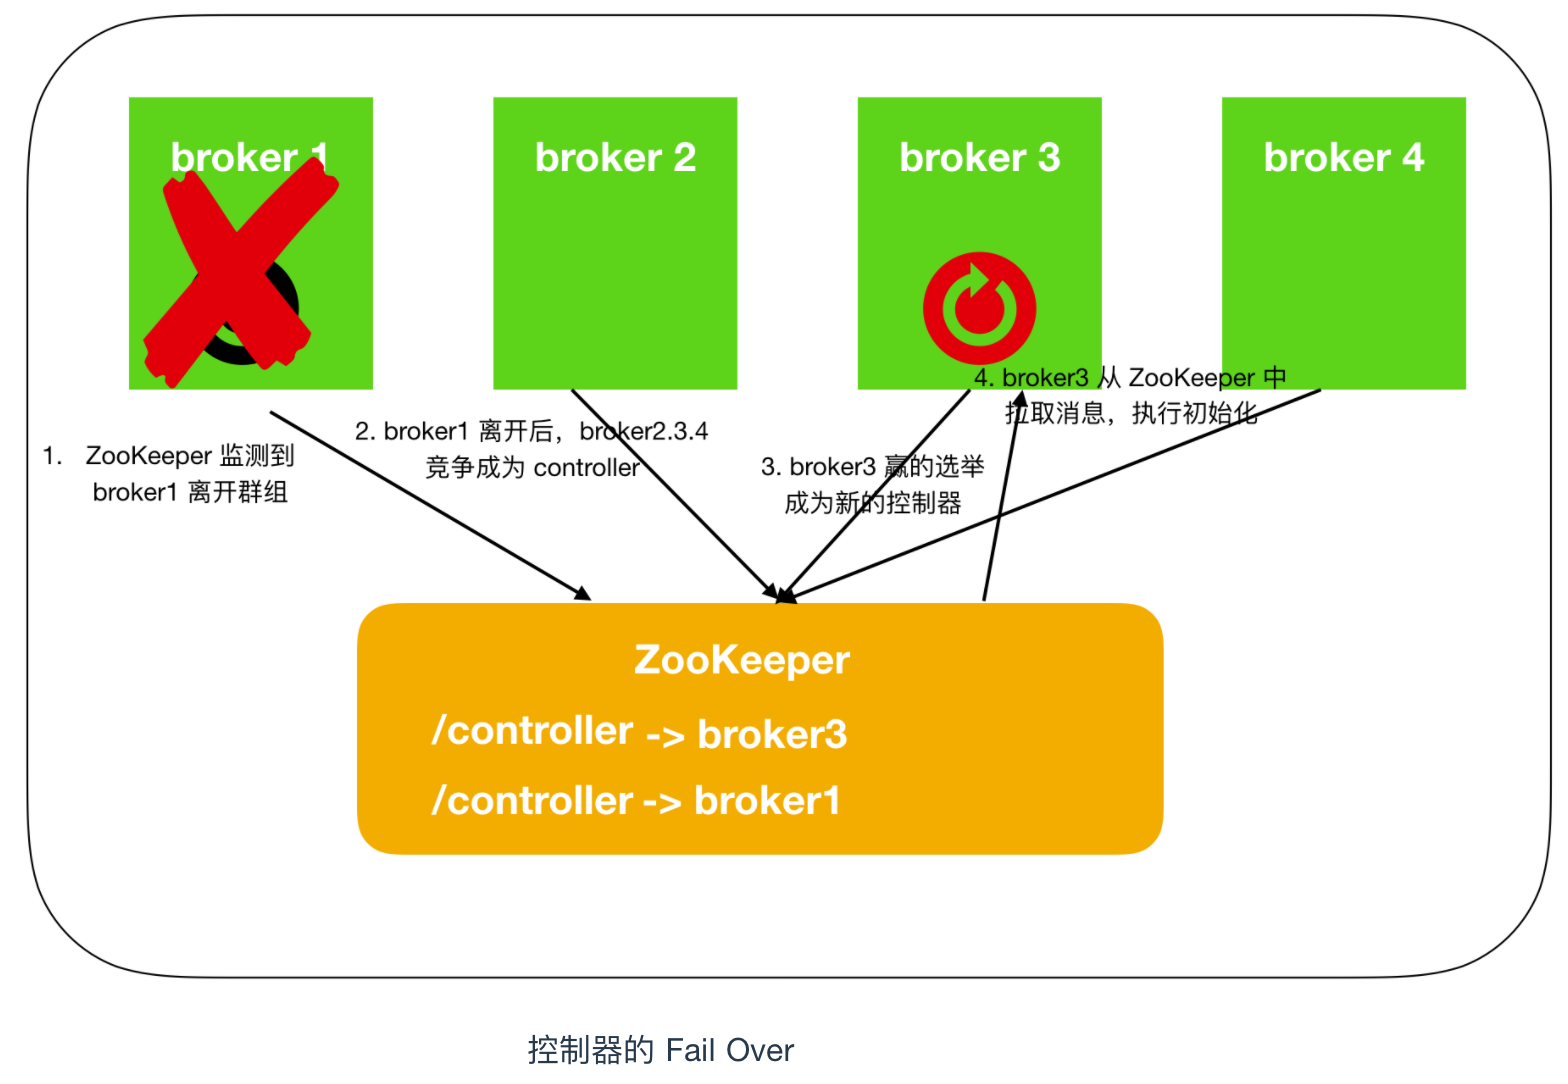 broker 1
broker 2
broker 3
broker 4
1. ZooKeeper 监测到
broker1 离开群组
2. broker1 离开后，broker2.3.4
竞争成为 controller
3. broker3 赢的选举
成为新的控制器
4. broker3 从 ZooKeeper 中
拉取消息，执行初始化
ZooKeeper
/controller -> broker3
/controller -> broker1
控制器的 Fail Over